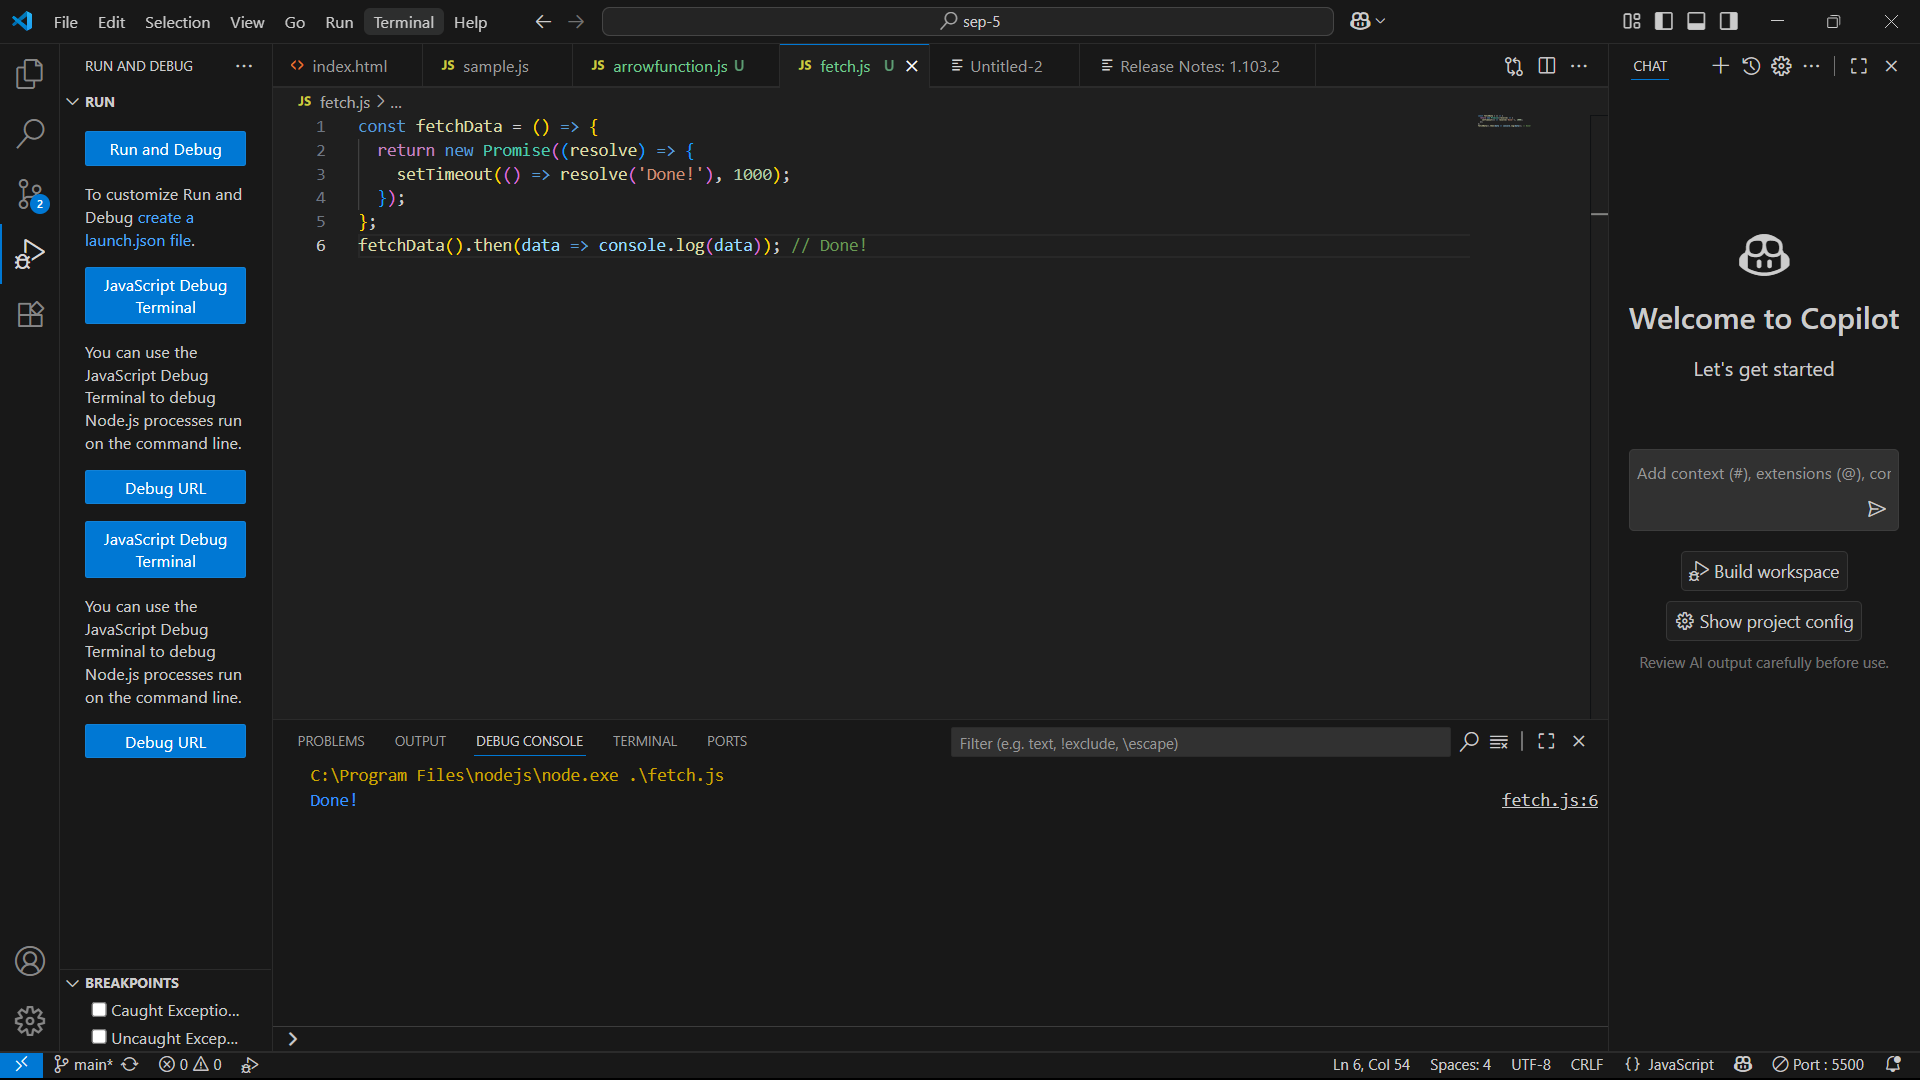 File Edit Selection View Go Run Terminal Help
sep-5
RUN AND DEBUG
RUN
Run and Debug
To customize Run and
Debug create a
launch.json file.
JavaScript Debug
Terminal
You can use the
JavaScript Debug
Terminal to debug
Node.js processes run
on the command line.
Debug URL
JavaScript Debug
Terminal
You can use the
JavaScript Debug
Terminal to debug
Node.js processes run
on the command line.
Debug URL
BREAKPOINTS
Caught Exceptio...
Uncaught Excep...
2
<> index.html
JS sample.js
JS arrowfunction.js U
JS fetch.js U
Untitled-2
Release Notes: 1.103.2
JS fetch.js > ...
1 const fetchData = () => {
2 return new Promise((resolve) => {
3 setTimeout(() => resolve('Done!'), 1000);
4 });
5 };
6 fetchData().then(data => console.log(data)); // Done!
PROBLEMS OUTPUT DEBUG CONSOLE TERMINAL PORTS
Filter (e.g. text, !exclude, \escape)
C:\Program Files\nodejs\node.exe .\fetch.js
Done!
fetch.js:6
CHAT
Welcome to Copilot
Let's get started
Add context (#), extensions (@), cor
Build workspace
Show project config
Review AI output carefully before use.
main* 0 0
Ln 6, Col 54 Spaces: 4 UTF-8 CRLF {} JavaScript Port : 5500